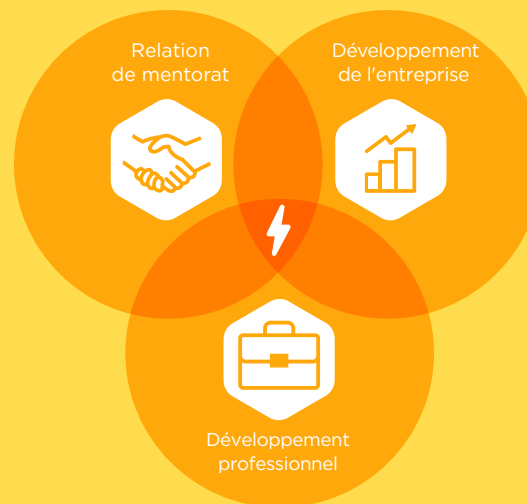 Relation
de mentorat
Développement
de l'entreprise
Développement
professionnel